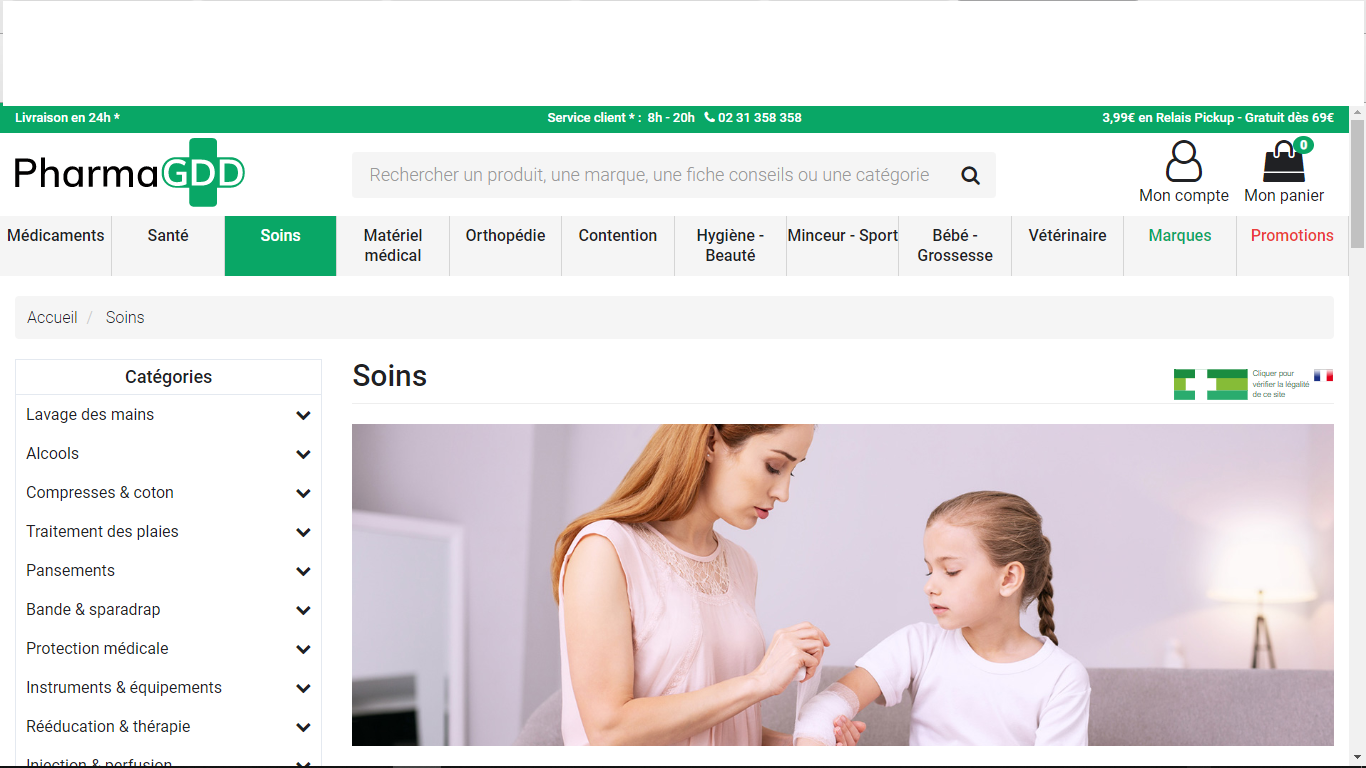 Livraison en 24h *
Service client * : 8h - 20h 02 31 358 358
3,99€ en Relais Pickup - Gratuit dès 69€
PharmaGDD
Rechercher un produit, une marque, une fiche conseils ou une catégorie
0
Mon compte
Mon panier
Médicaments
Santé
Soins
Matériel
médical
Orthopédie
Contention
Hygiène -
Beauté
Minceur - Sport
Bébé -
Grossesse
Vétérinaire
Marques
Promotions
Accueil / Soins
Catégories
Lavage des mains
Alcools
Compresses & coton
Traitement des plaies
Pansements
Bande & sparadrap
Protection médicale
Instruments & équipements
Rééducation & thérapie
Injection & perfusion
Soins
Cliquer pour
vérifier la légalité
de ce site